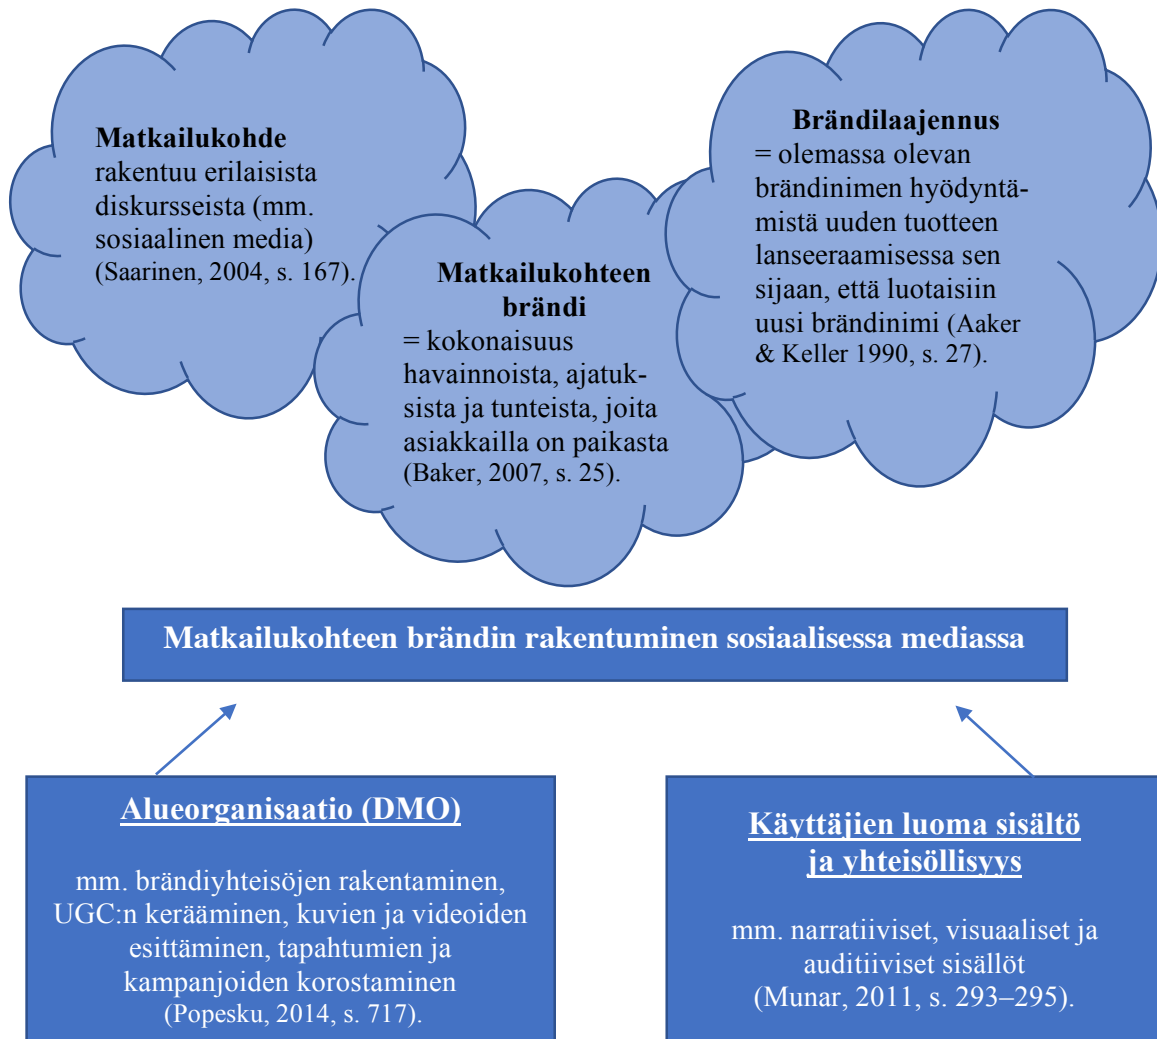 Matkailukohde
rakentuu erilaisista
diskursseista (mm.
sosiaalinen media)
(Saarinen, 2004, s. 167).
Matkailukohteen
brändi
= kokonaisuus
havainnoista, ajatuk-
sista ja tunteista, joita
asiakkailla on paikasta
(Baker, 2007, s. 25).
Brändilaajennus
= olemassa olevan
brändinimen hyödyntä-
mistä uuden tuotteen
lanseeraamisessa sen
sijaan, että luotaisiin
uusi brändinimi (Aaker
& Keller 1990, s. 27).
Matkailukohteen brändin rakentuminen sosiaalisessa mediassa
Alueorganisaatio (DMO)
mm. brändiyhteisöjen rakentaminen,
UGC:n kerääminen, kuvien ja videoiden
esittäminen, tapahtumien ja
kampanjoiden korostaminen
(Popesku, 2014, s. 717).
Käyttäjien luoma sisältö
ja yhteisöllisyys
mm. narratiiviset, visuaaliset ja
auditiiviset sisällöt
(Munar, 2011, s. 293–295).